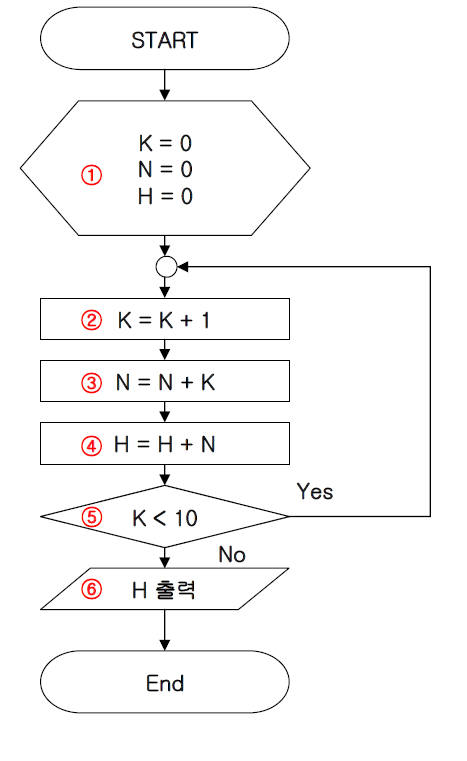 START
K = 0
N = 0
① H = 0
② K = K + 1
③ N = N + K
④ H = H + N
Yes
⑤ K < 10
No
⑥ H 출력
End